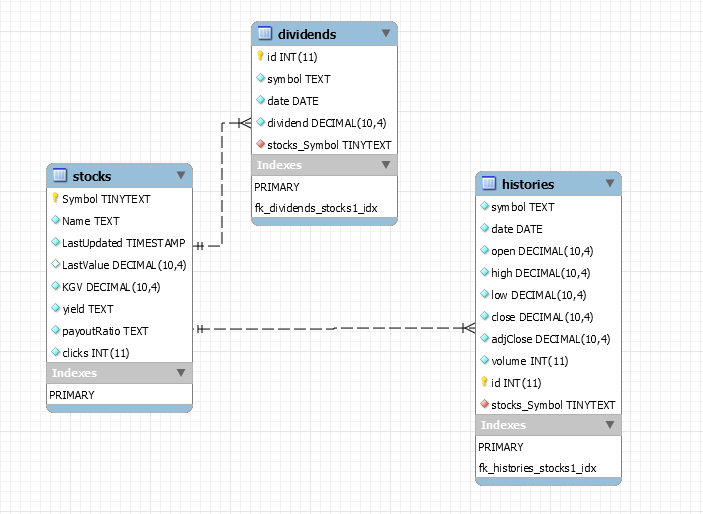 dividends
id INT(11)
symbol TEXT
date DATE
dividend DECIMAL(10,4)
stocks_Symbol TINYTEXT
Indexes
PRIMARY
fk_dividends_stocks1_idx
stocks
Symbol TINYTEXT
Name TEXT
LastUpdated TIMESTAMP
LastValue DECIMAL(10,4)
KGV DECIMAL(10,4)
yield TEXT
payoutRatio TEXT
clicks INT(11)
Indexes
PRIMARY
histories
symbol TEXT
date DATE
open DECIMAL(10,4)
high DECIMAL(10,4)
low DECIMAL(10,4)
close DECIMAL(10,4)
adjClose DECIMAL(10,4)
volume INT(11)
id INT(11)
stocks_Symbol TINYTEXT
Indexes
PRIMARY
fk_histories_stocks1_idx